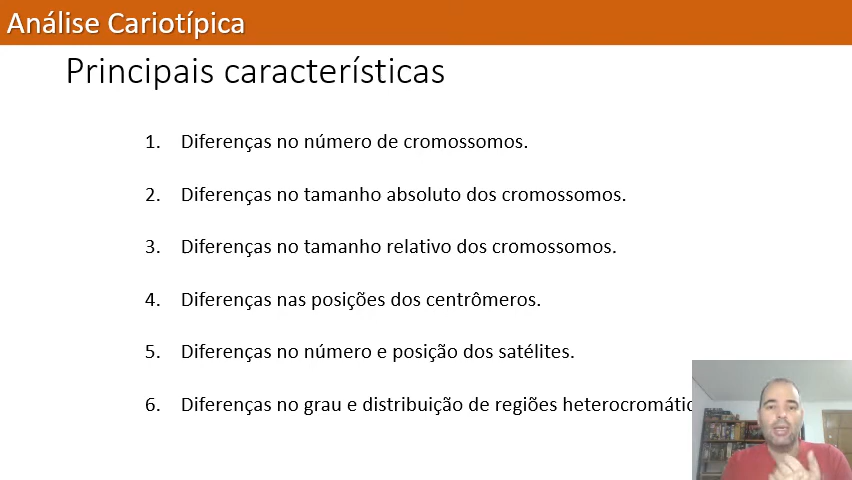 Análise Cariotípica
Principais características
1. Diferenças no número de cromossomos.
2. Diferenças no tamanho absoluto dos cromossomos.
3. Diferenças no tamanho relativo dos cromossomos.
4. Diferenças nas posições dos centrômeros.
5. Diferenças no número e posição dos satélites.
6. Diferenças no grau e distribuição de regiões